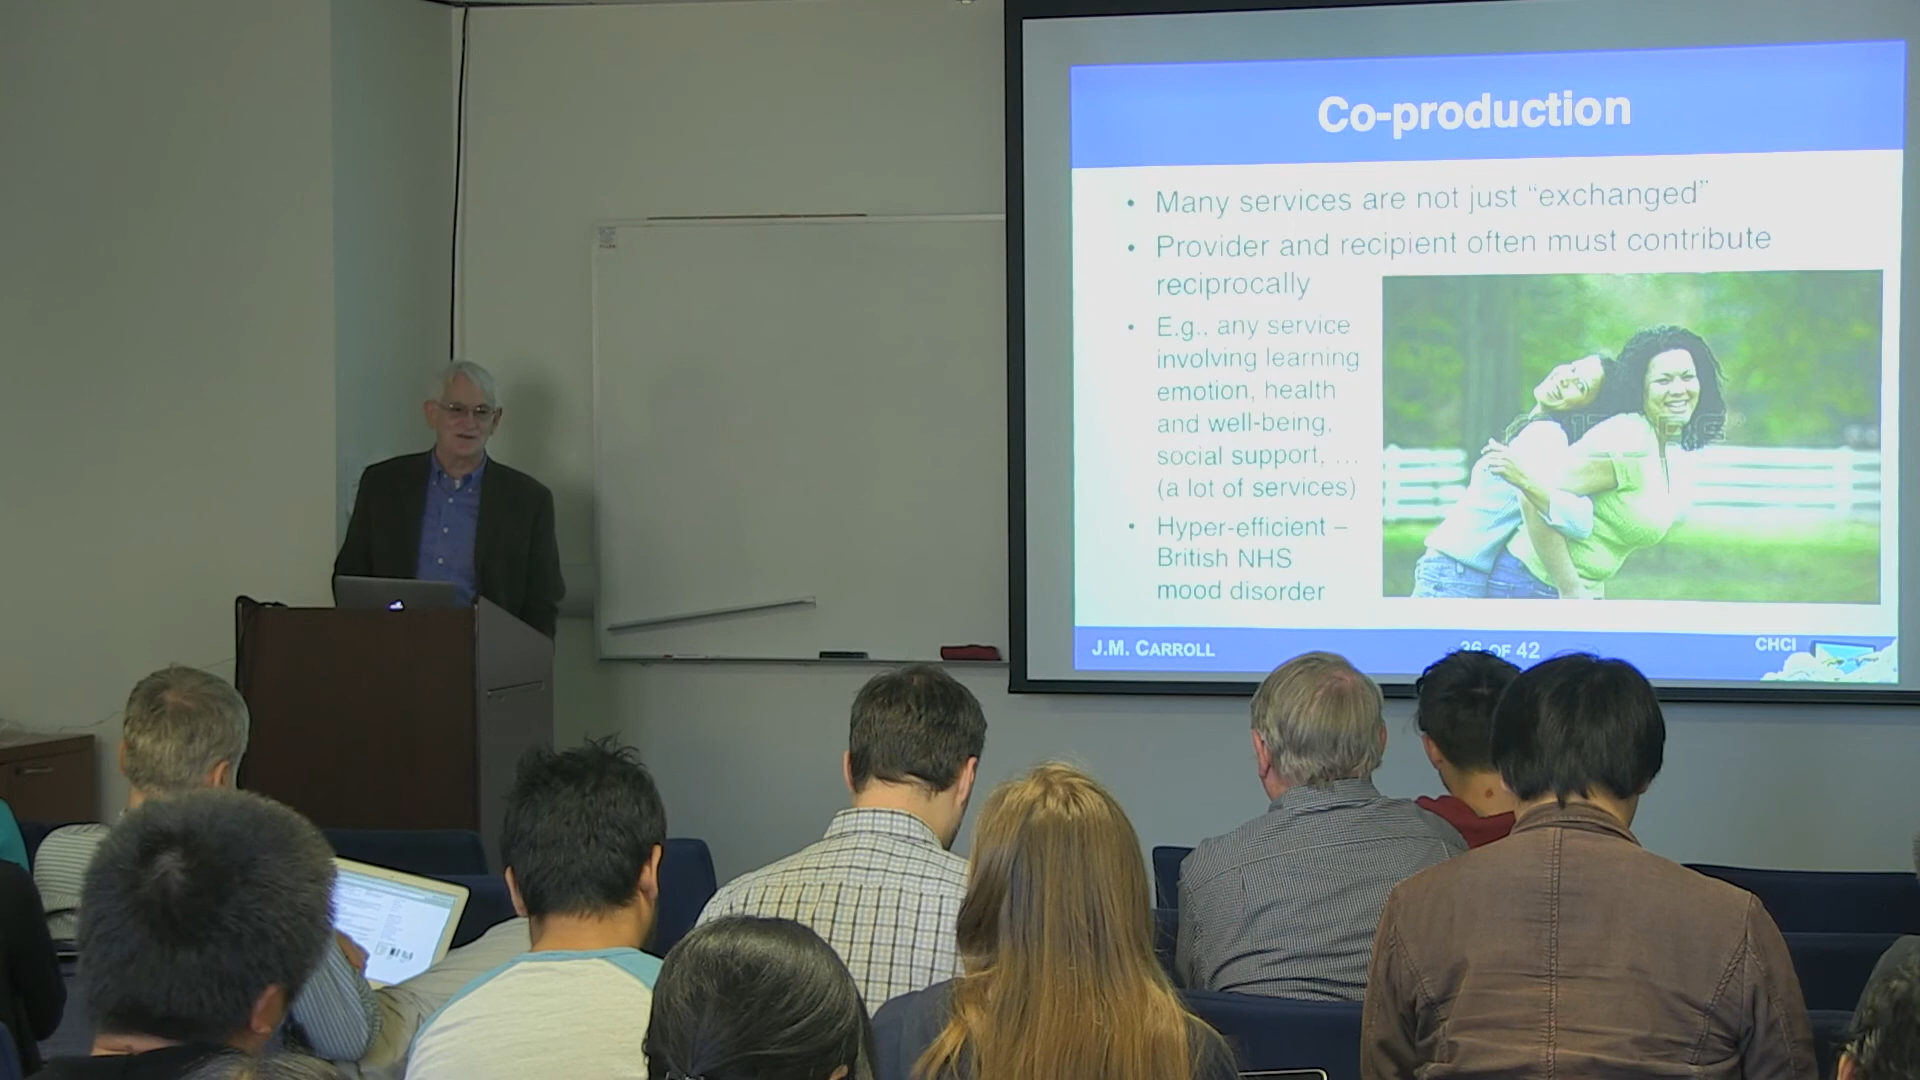 Co-production
• Many services are not just “exchanged”
• Provider and recipient often must contribute
reciprocally
• E.g., any service
involving learning
emotion, health
and well-being,
social support, …
(a lot of services)
• Hyper-efficient –
British NHS
mood disorder
J.M. CARROLL
36 OF 42
CHCI